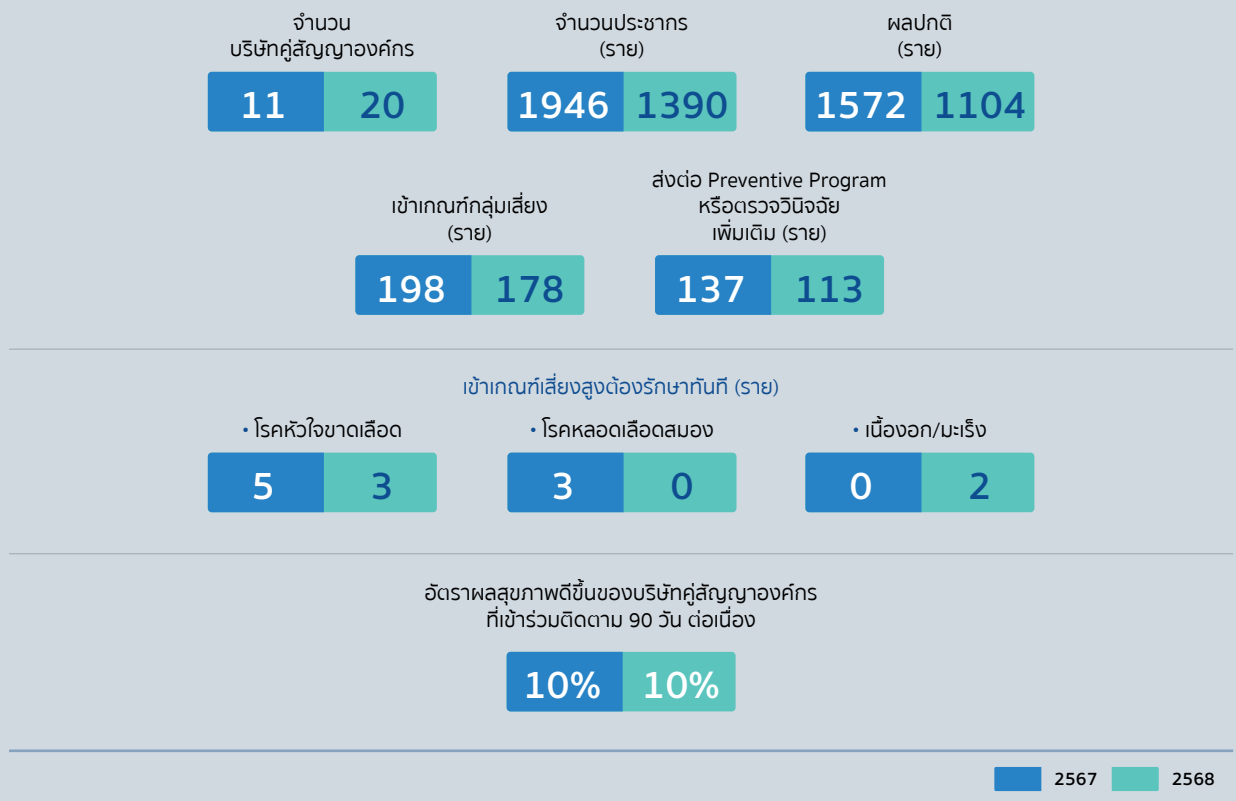 จำนวน
บริษัทคู่สัญญาองค์กร
11 20
จำนวนประชากร
(ราย)
1946 1390
ผลปกติ
(ราย)
1572 1104
เข้าเกณฑ์กลุ่มเสี่ยง
(ราย)
198 178
ส่งต่อ Preventive Program
หรือตรวจวินิจฉัย
เพิ่มเติม (ราย)
137 113
เข้าเกณฑ์เสี่ยงสูงต้องรักษาทันที (ราย)
• โรคหัวใจขาดเลือด
5 3
• โรคหลอดเลือดสมอง
3 0
• เนื้องอก/มะเร็ง
0 2
อัตราผลสุขภาพดีขึ้นของบริษัทคู่สัญญาองค์กร
ที่เข้าร่วมติดตาม 90 วัน ต่อเนื่อง
10% 10%
2567 2568